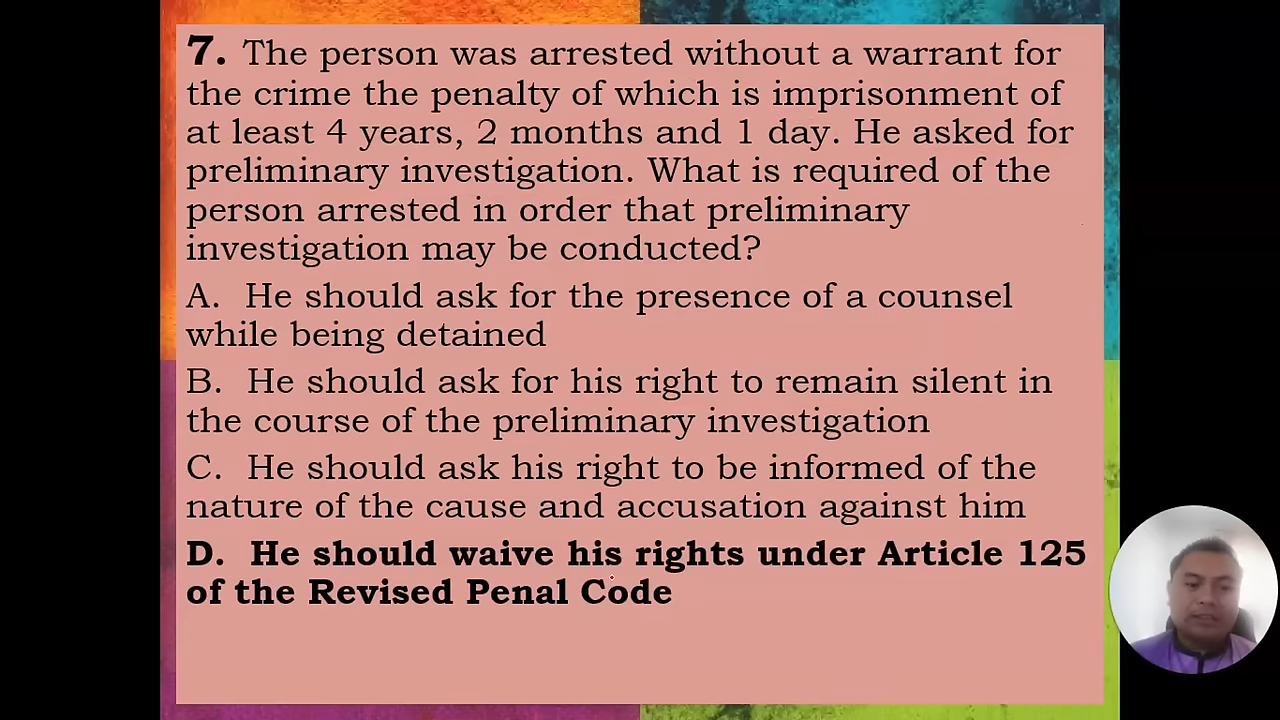 7. The person was arrested without a warrant for
the crime the penalty of which is imprisonment of
at least 4 years, 2 months and 1 day. He asked for
preliminary investigation. What is required of the
person arrested in order that preliminary
investigation may be conducted?
A. He should ask for the presence of a counsel
while being detained
B. He should ask for his right to remain silent in
the course of the preliminary investigation
C. He should ask his right to be informed of the
nature of the cause and accusation against him
D. He should waive his rights under Article 125
of the Revised Penal Code